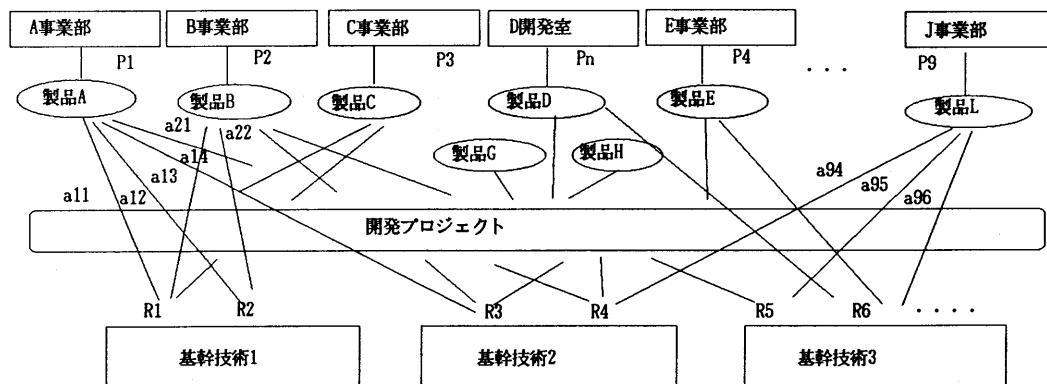 A事業部 B事業部 C事業部 D開発室 E事業部 J事業部
P1 P2 P3 Pn P4 ... P9
製品A 製品B 製品C 製品D 製品E 製品L
a21 a22
製品G 製品H
a14
a13 a94
a11 a12 a95
a96
開発プロジェクト
R1 R2 R3 R4 R5 R6 .....
基幹技術1 基幹技術2 基幹技術3